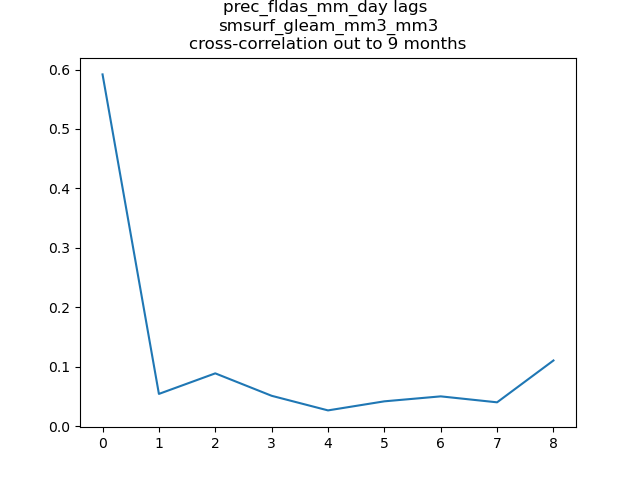 prec_fldas_mm_day lags
smsurf_gleam_mm3_mm3
cross-correlation out to 9 months
0.6
0.5
0.4
0.3
0.2
0.1
0.0
0 1 2 3 4 5 6 7 8